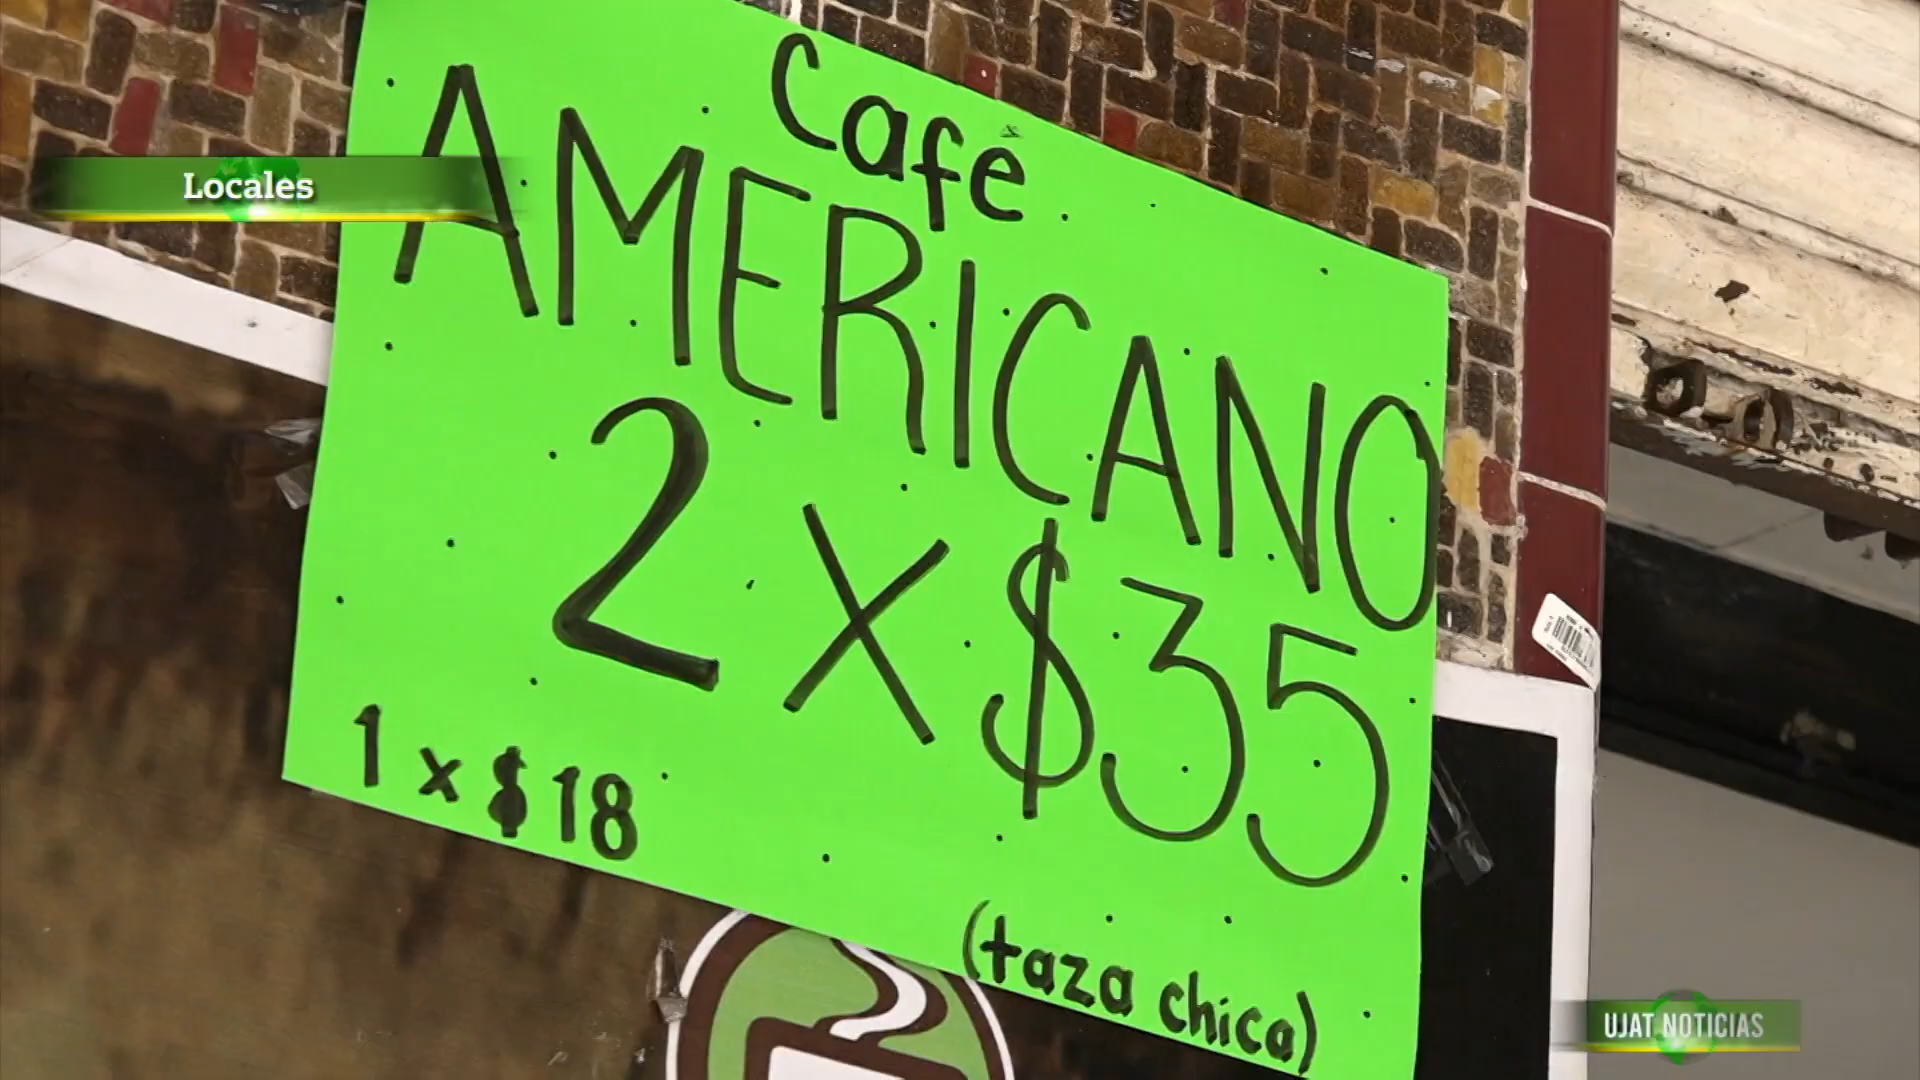 Locales
Café
AMERICANO
2 x $35
1 x $18
(taza chica)
UJAT NOTICIAS